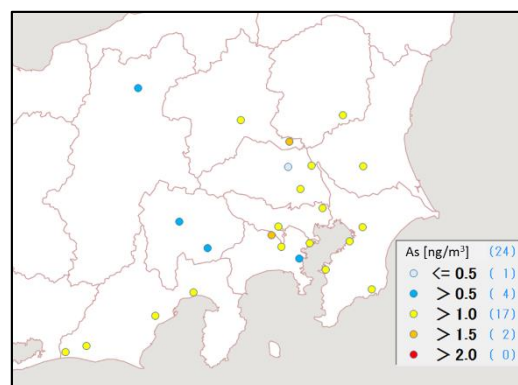 As [ng/m³] (24)
<= 0.5 ( 1)
> 0.5 ( 4)
> 1.0 (17)
> 1.5 ( 2)
> 2.0 ( 0)